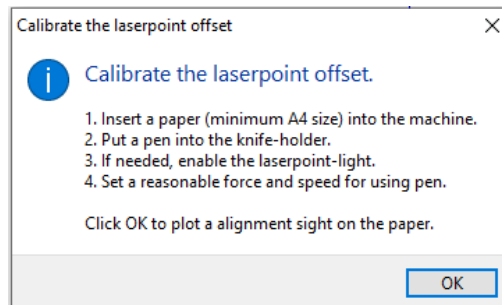 Calibrate the laserpoint offset
Calibrate the laserpoint offset.
1. Insert a paper (minimum A4 size) into the machine.
2. Put a pen into the knife-holder.
3. If needed, enable the laserpoint-light.
4. Set a reasonable force and speed for using pen.
Click OK to plot a alignment sight on the paper.
OK